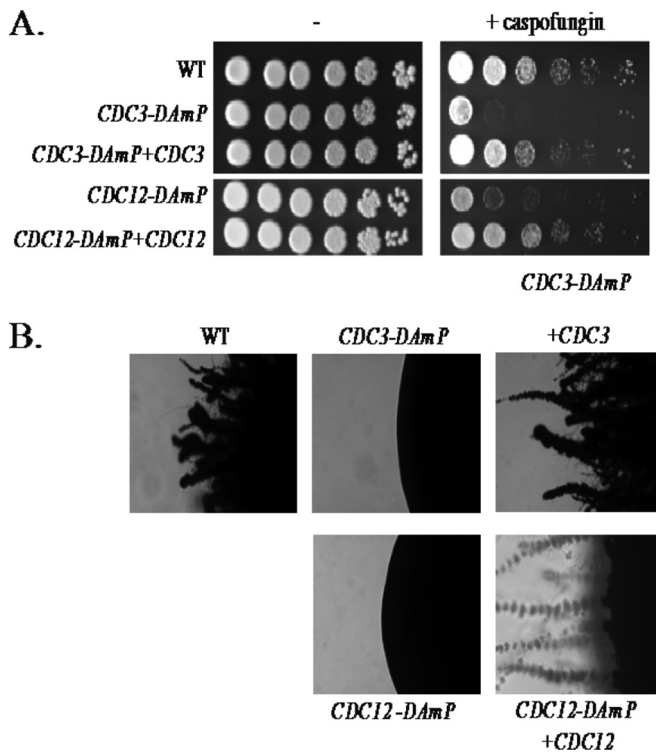 A.
- + caspofungin
WT
CDC3-DAmP
CDC3-DAmP+CDC3
CDC12-DAmP
CDC12-DAmP+CDC12
CDC3-DAmP
B.
WT CDC3-DAmP +CDC3
CDC12-DAmP CDC12-DAmP
+CDC12